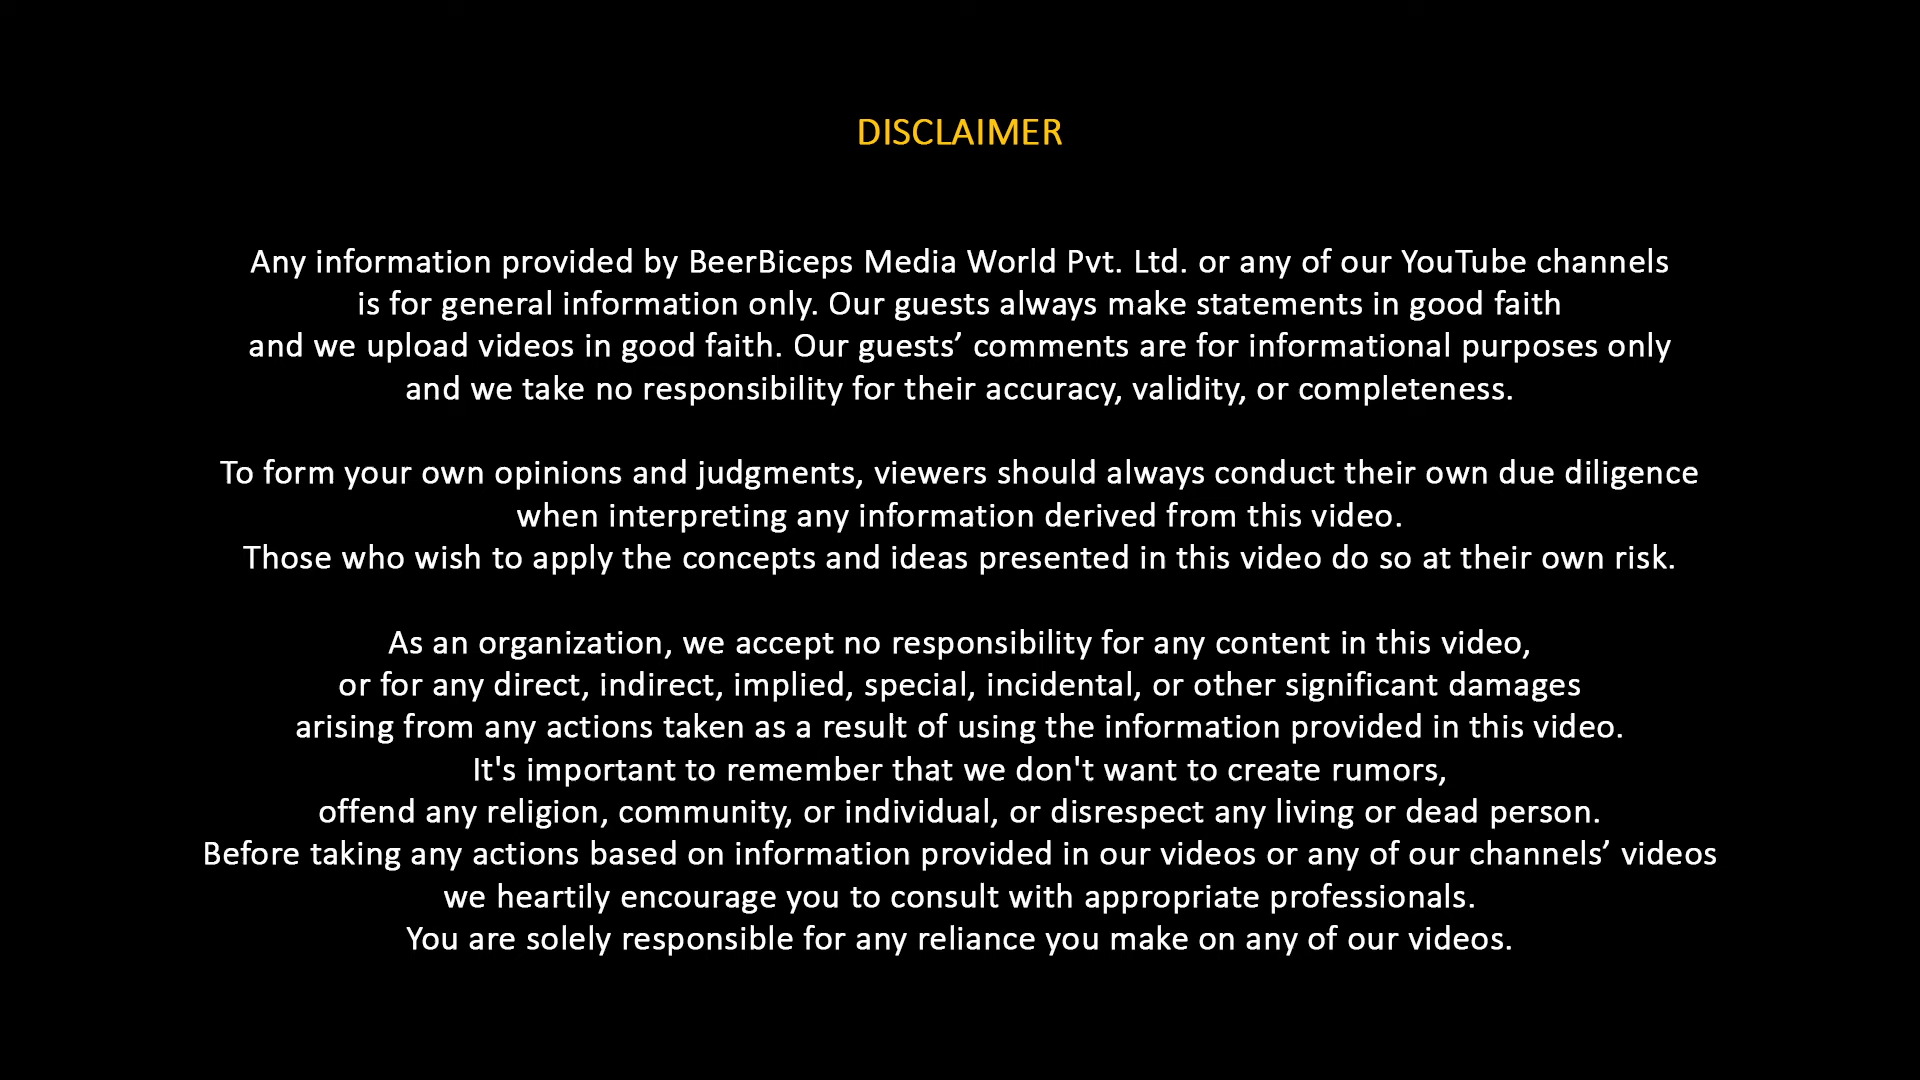 DISCLAIMER
Any information provided by BeerBiceps Media World Pvt. Ltd. or any of our YouTube channels
is for general information only. Our guests always make statements in good faith
and we upload videos in good faith. Our guests’ comments are for informational purposes only
and we take no responsibility for their accuracy, validity, or completeness.
To form your own opinions and judgments, viewers should always conduct their own due diligence
when interpreting any information derived from this video.
Those who wish to apply the concepts and ideas presented in this video do so at their own risk.
As an organization, we accept no responsibility for any content in this video,
or for any direct, indirect, implied, special, incidental, or other significant damages
arising from any actions taken as a result of using the information provided in this video.
It's important to remember that we don't want to create rumors,
offend any religion, community, or individual, or disrespect any living or dead person.
Before taking any actions based on information provided in our videos or any of our channels’ videos
we heartily encourage you to consult with appropriate professionals.
You are solely responsible for any reliance you make on any of our videos.